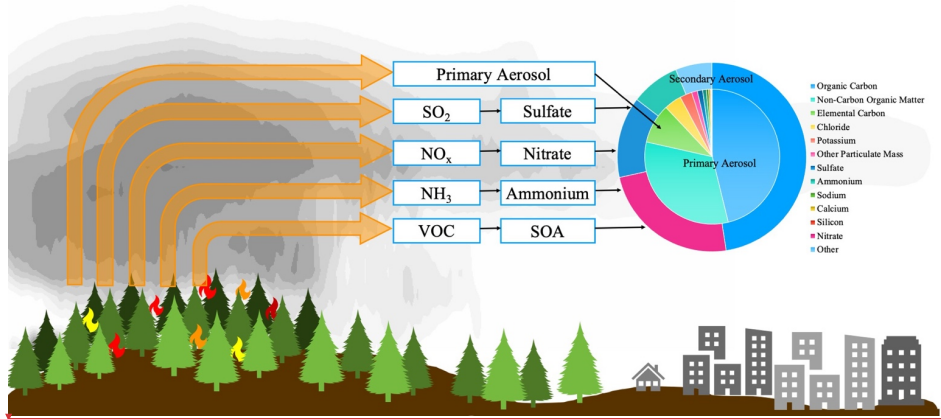 Primary Aerosol
SO2
Sulfate
NOx
Nitrate
NH3
Ammonium
VOC
SOA
Secondary Aerosol
Primary Aerosol
Organic Carbon
Non-Carbon Organic Matter
Elemental Carbon
Chloride
Potassium
Other Particulate Mass
Sulfate
Ammonium
Sodium
Calcium
Silicon
Nitrate
Other